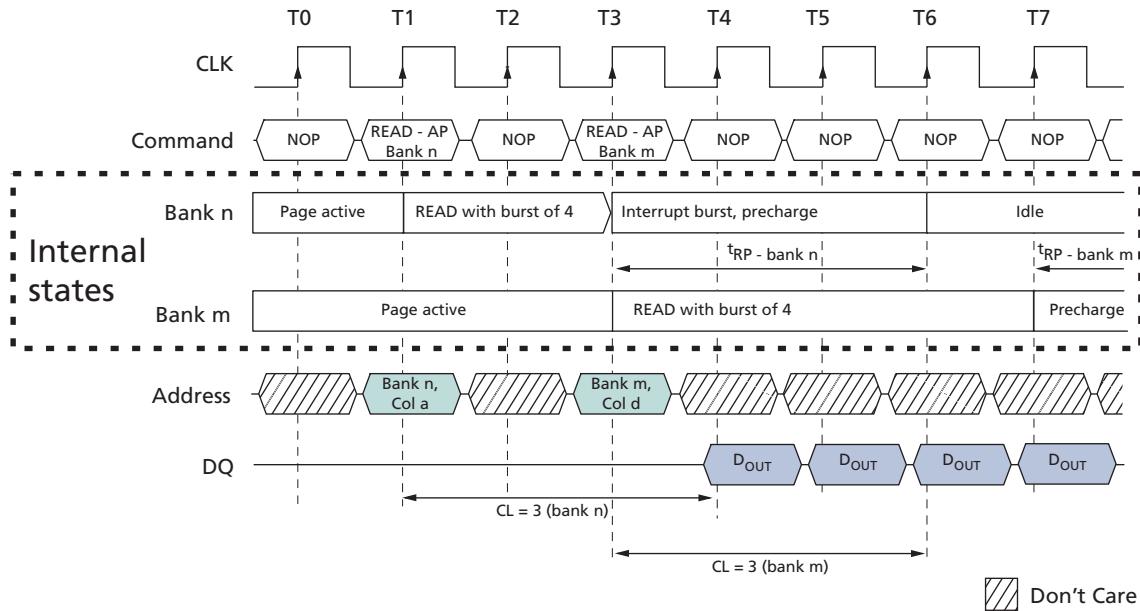 T0 T1 T2 T3 T4 T5 T6 T7
CLK
Command NOP READ - AP Bank n NOP READ - AP Bank m NOP NOP NOP NOP
Bank n Page active READ with burst of 4 Interrupt burst, precharge Idle
Internal states
tRP - bank n tRP - bank m
Bank m Page active READ with burst of 4 Precharge
Address Bank n, Col a Bank m, Col d
DQ DOUT DOUT DOUT DOUT
CL = 3 (bank n)
CL = 3 (bank m)
Don't Care